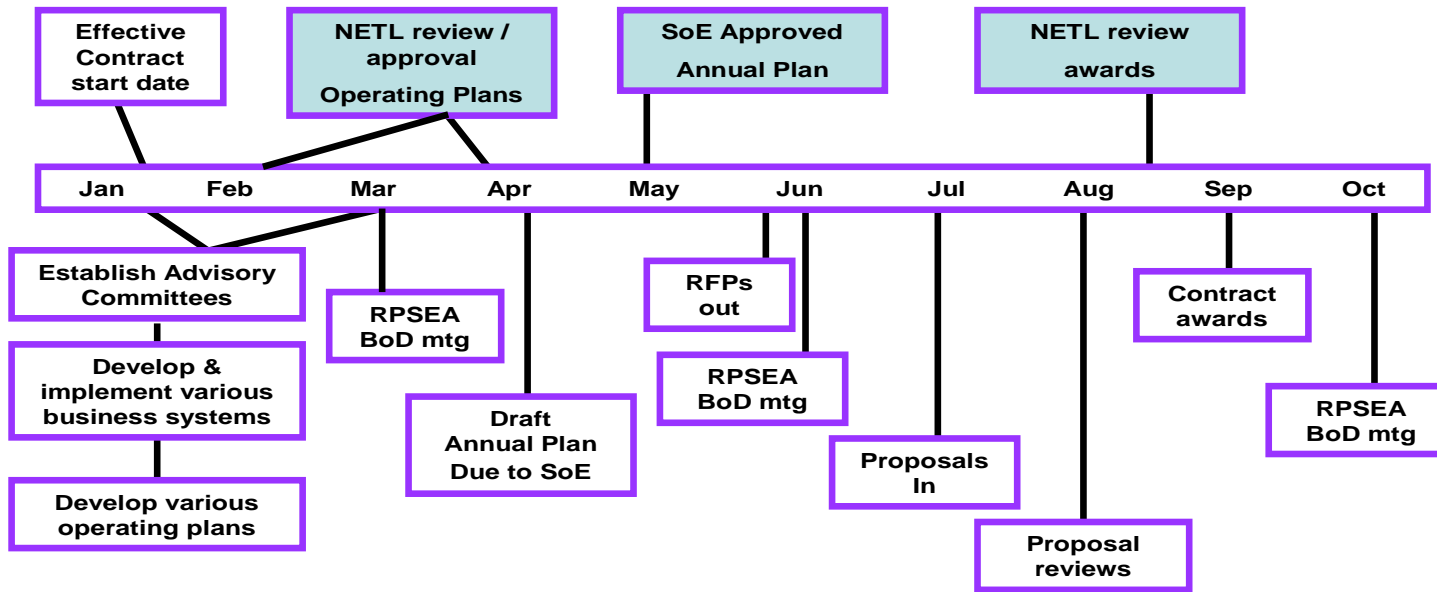 Effective
Contract
start date
NETL review /
approval
Operating Plans
SoE Approved
Annual Plan
NETL review
awards
Jan Feb Mar Apr May Jun Jul Aug Sep Oct
Establish Advisory
Committees
Develop &
implement various
business systems
Develop various
operating plans
RPSEA
BoD mtg
Draft
Annual Plan
Due to SoE
RFPs
out
RPSEA
BoD mtg
Proposals
In
Proposal
reviews
Contract
awards
RPSEA
BoD mtg